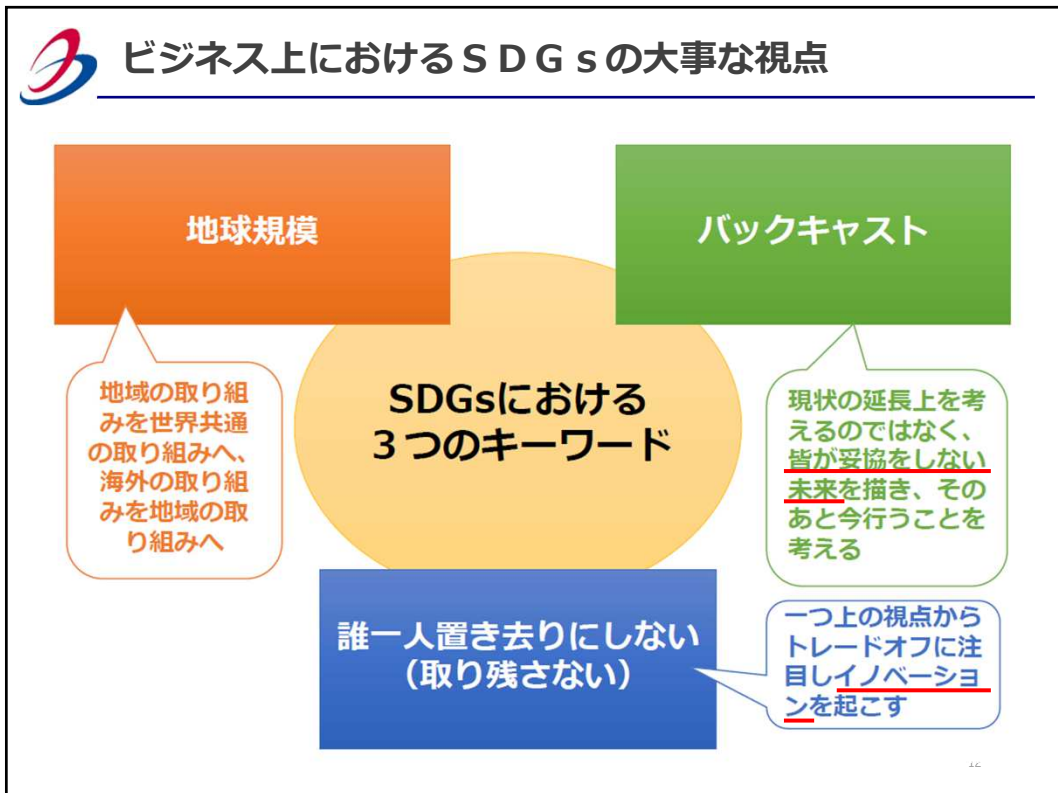 ビジネス上におけるＳＤＧｓの大事な視点
地球規模
バックキャスト
SDGsにおける
３つのキーワード
地域の取り組
みを世界共通
の取り組みへ、
海外の取り組
みを地域の取
り組みへ
現状の延長上を考
えるのではなく、
皆が妥協をしない
未来を描き、その
あと今行うことを
考える
誰一人置き去りにしない
（取り残さない）
一つ上の視点から
トレードオフに注
目しイノベーショ
ンを起こす